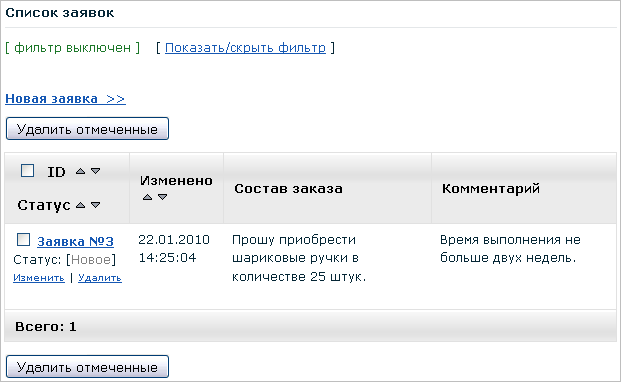 Список заявок
[ фильтр выключен ] [ Показать/скрыть фильтр ]
Новая заявка >>
Удалить отмеченные
ID
Статус
Изменено
Состав заказа
Комментарий
Заявка №3
Статус: [Новое]
Изменить | Удалить
22.01.2010
14:25:04
Прошу приобрести
шариковые ручки в
количестве 25 штук.
Время выполнения не
больше двух недель.
Всего: 1
Удалить отмеченные